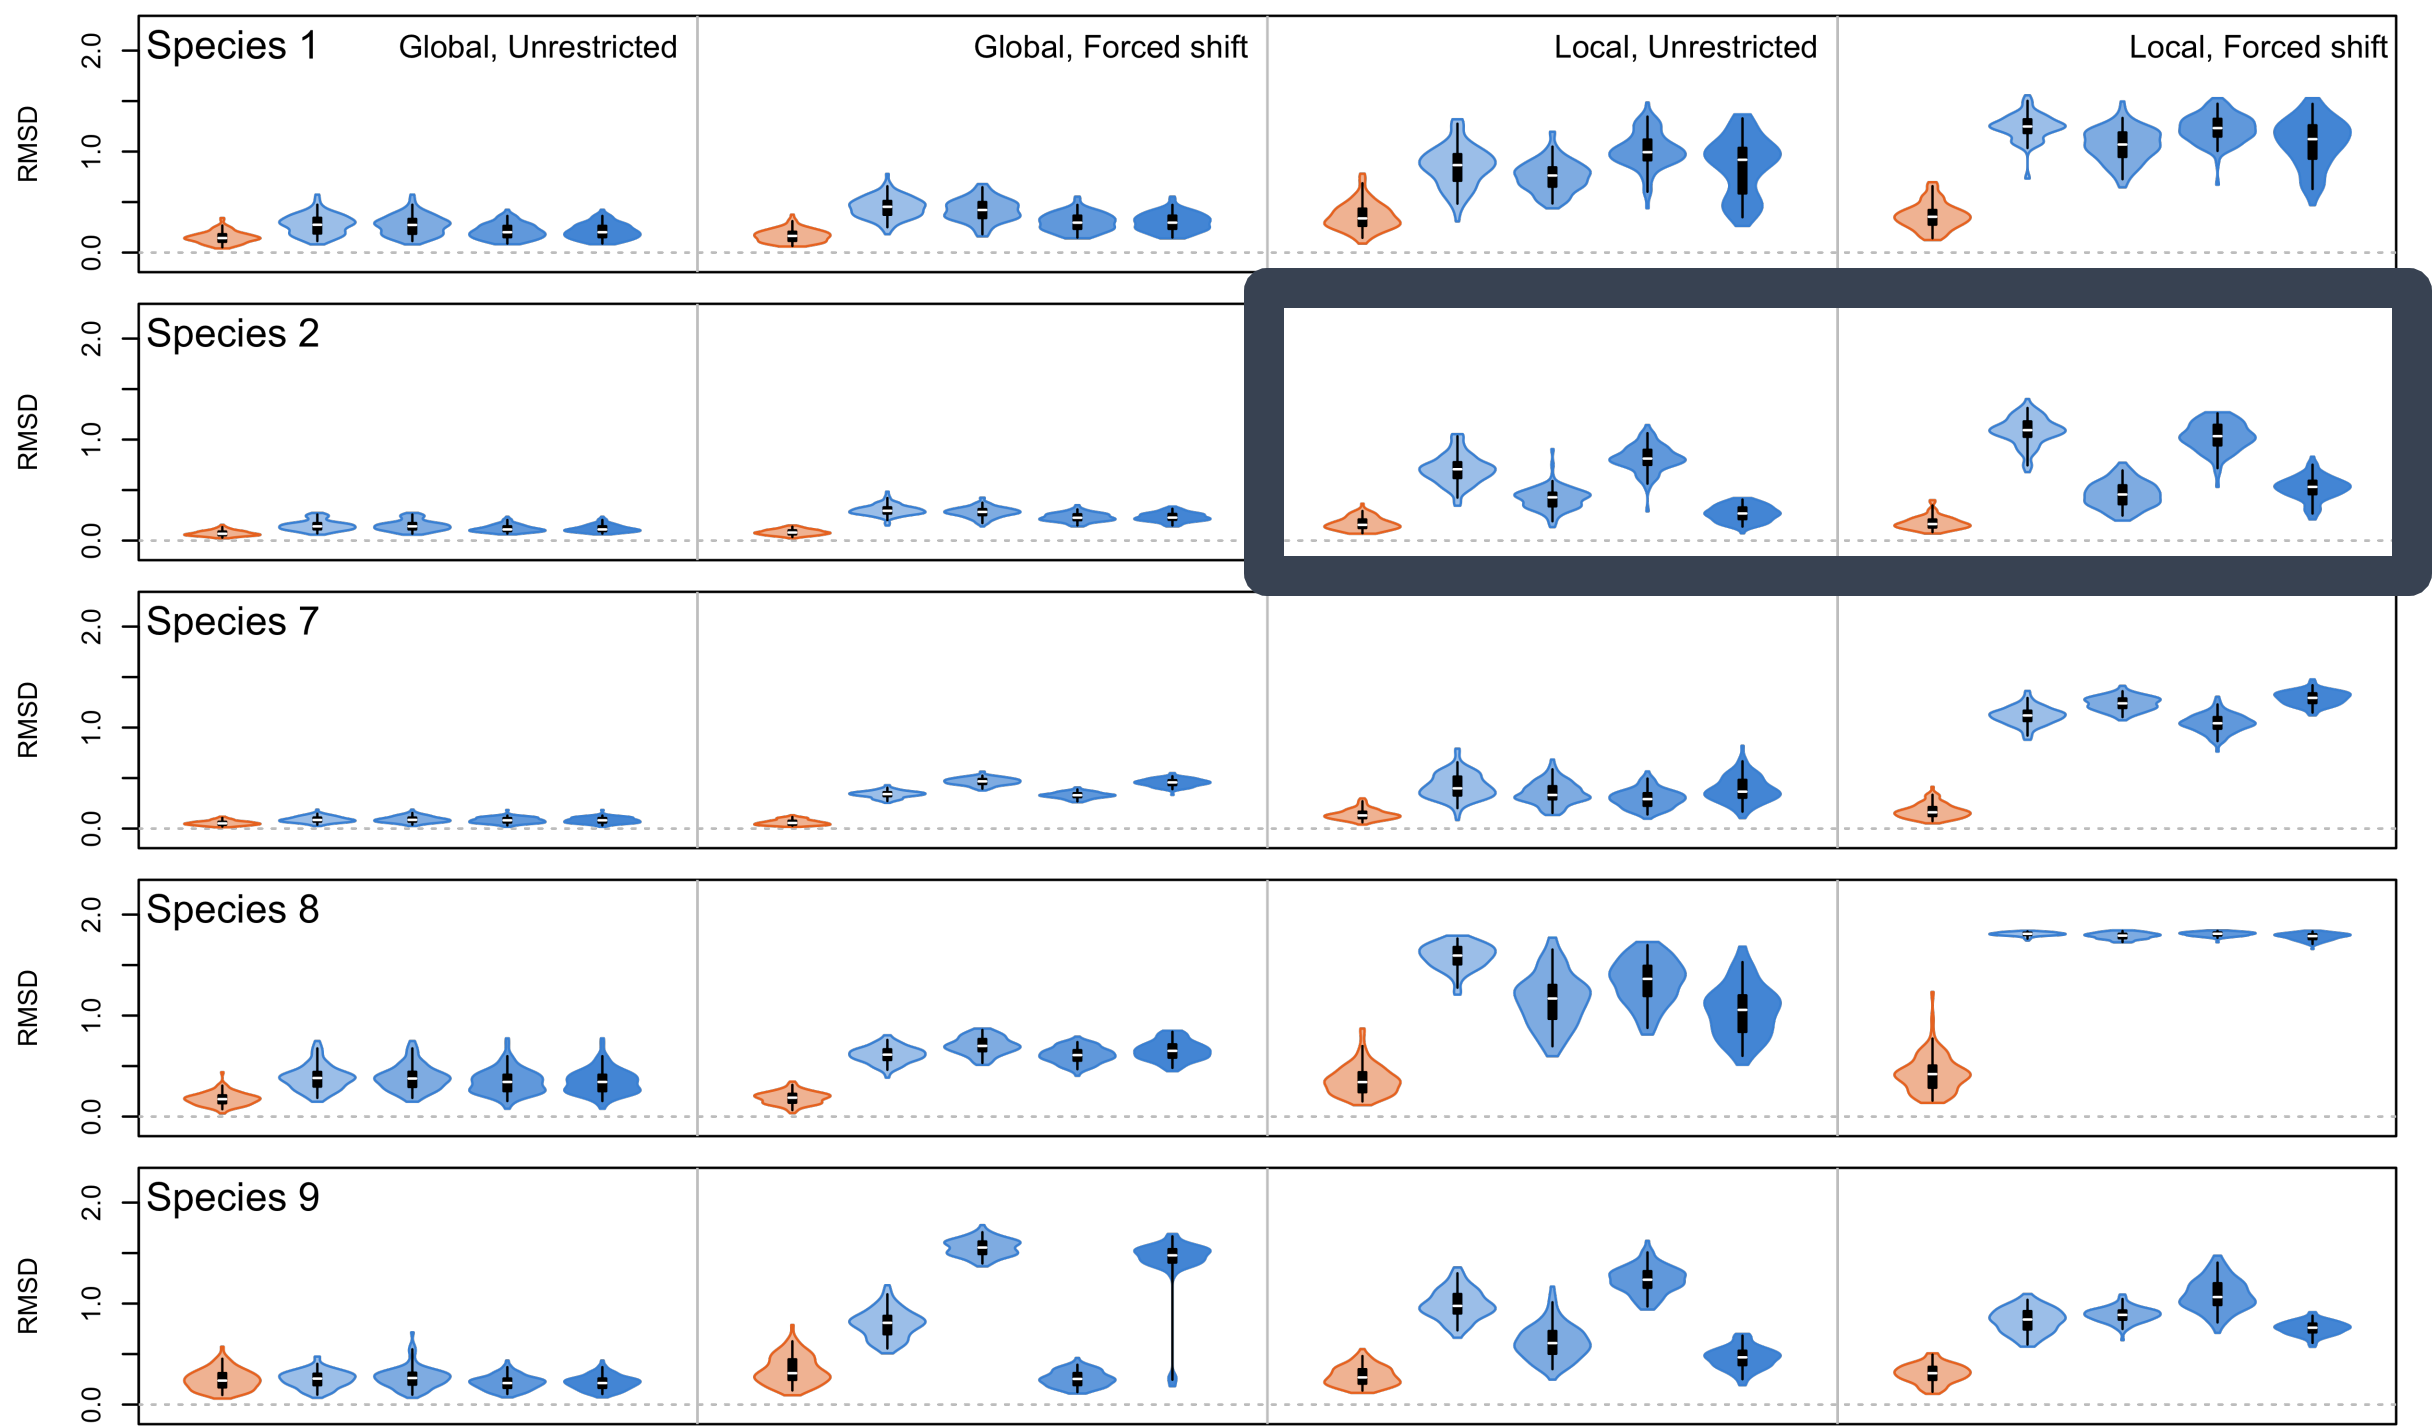 Species 1 Global, Unrestricted Global, Forced shift Local, Unrestricted Local, Forced shift
RMSD
2.0
1.0
0.0
Species 2
RMSD
2.0
1.0
0.0
Species 7
RMSD
2.0
1.0
0.0
Species 8
RMSD
2.0
1.0
0.0
Species 9
RMSD
2.0
1.0
0.0